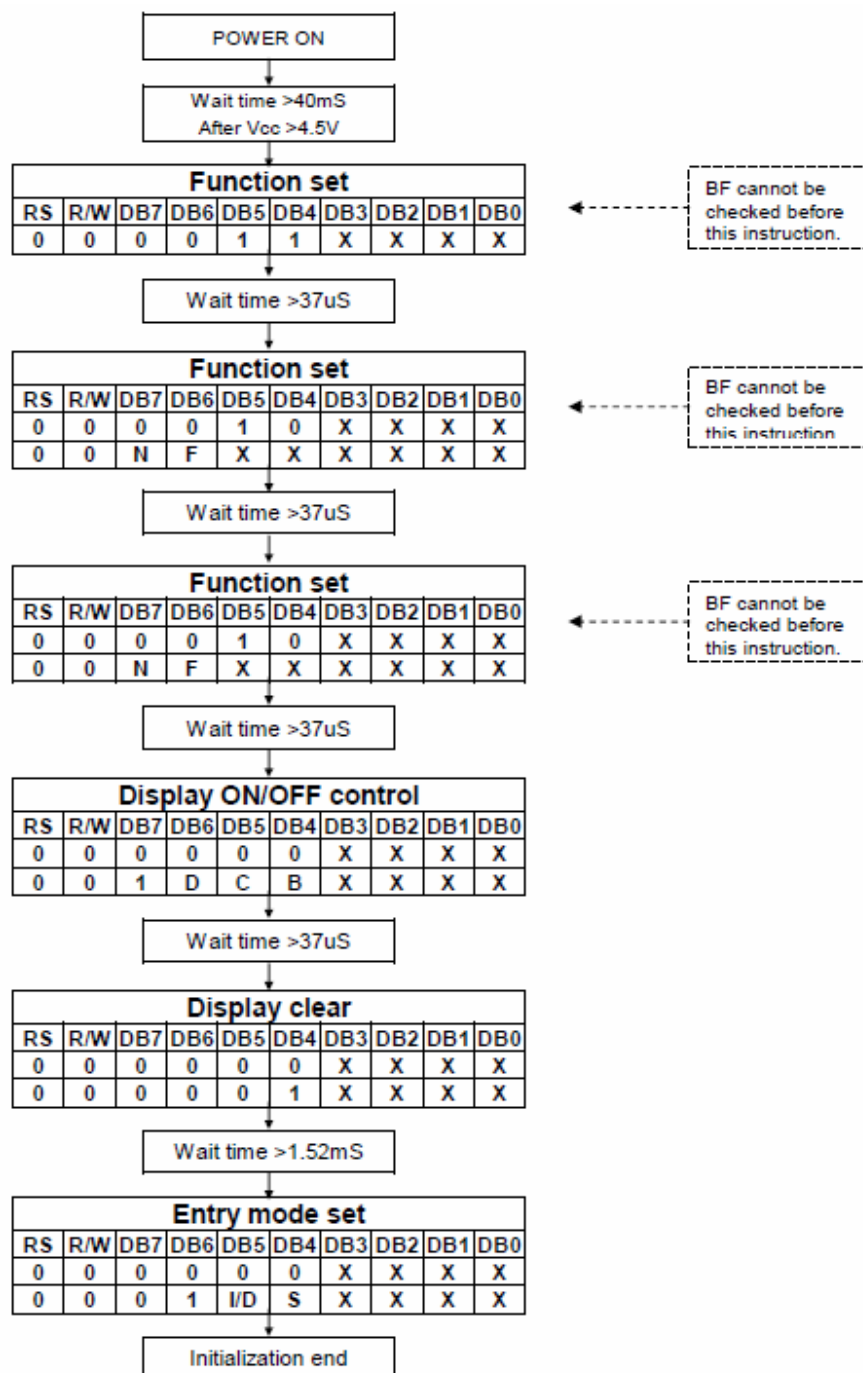 POWER ON
Wait time >40mS
After Vcc >4.5V
Function set
RS R/W DB7 DB6 DB5 DB4 DB3 DB2 DB1 DB0
0 0 0 0 1 1 X X X X
BF cannot be
checked before
this instruction.
Wait time >37uS
Function set
RS R/W DB7 DB6 DB5 DB4 DB3 DB2 DB1 DB0
0 0 0 0 1 0 X X X X
0 0 N F X X X X X X
BF cannot be
checked before
this instruction
Wait time >37uS
Function set
RS R/W DB7 DB6 DB5 DB4 DB3 DB2 DB1 DB0
0 0 0 0 1 0 X X X X
0 0 N F X X X X X X
BF cannot be
checked before
this instruction.
Wait time >37uS
Display ON/OFF control
RS R/W DB7 DB6 DB5 DB4 DB3 DB2 DB1 DB0
0 0 0 0 0 0 X X X X
0 0 1 D C B X X X X
Wait time >37uS
Display clear
RS R/W DB7 DB6 DB5 DB4 DB3 DB2 DB1 DB0
0 0 0 0 0 0 X X X X
0 0 0 0 0 1 X X X X
Wait time >1.52mS
Entry mode set
RS R/W DB7 DB6 DB5 DB4 DB3 DB2 DB1 DB0
0 0 0 0 0 0 X X X X
0 0 0 1 I/D S X X X X
Initialization end